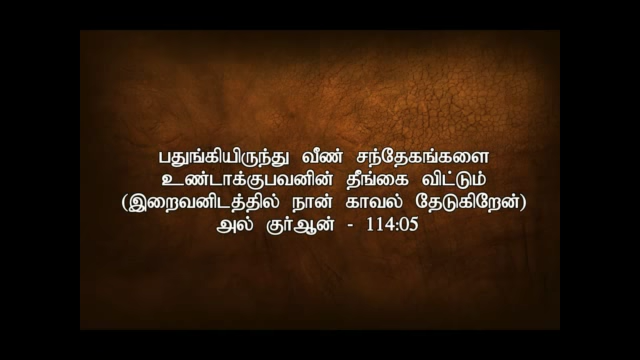 பதுங்கியிருந்து வீண் சந்தேகங்களை
உண்டாக்குபவனின் தீங்கை விட்டும்
(இறைவனிடத்தில் நான் காவல் தேடுகிறேன்)
அல் குர்ஆன் - 114:05